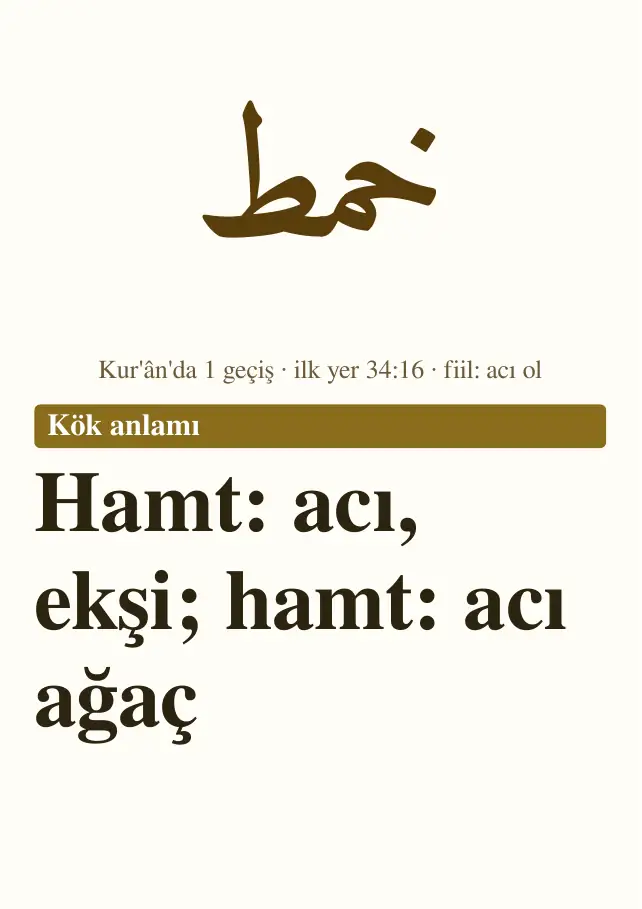 خمط
Kur'ân'da 1 geçiş · ilk yer 34:16 · fiil: acı ol
Kök anlamı
Hamt: acı,
ekşi; hamt: acı
ağaç